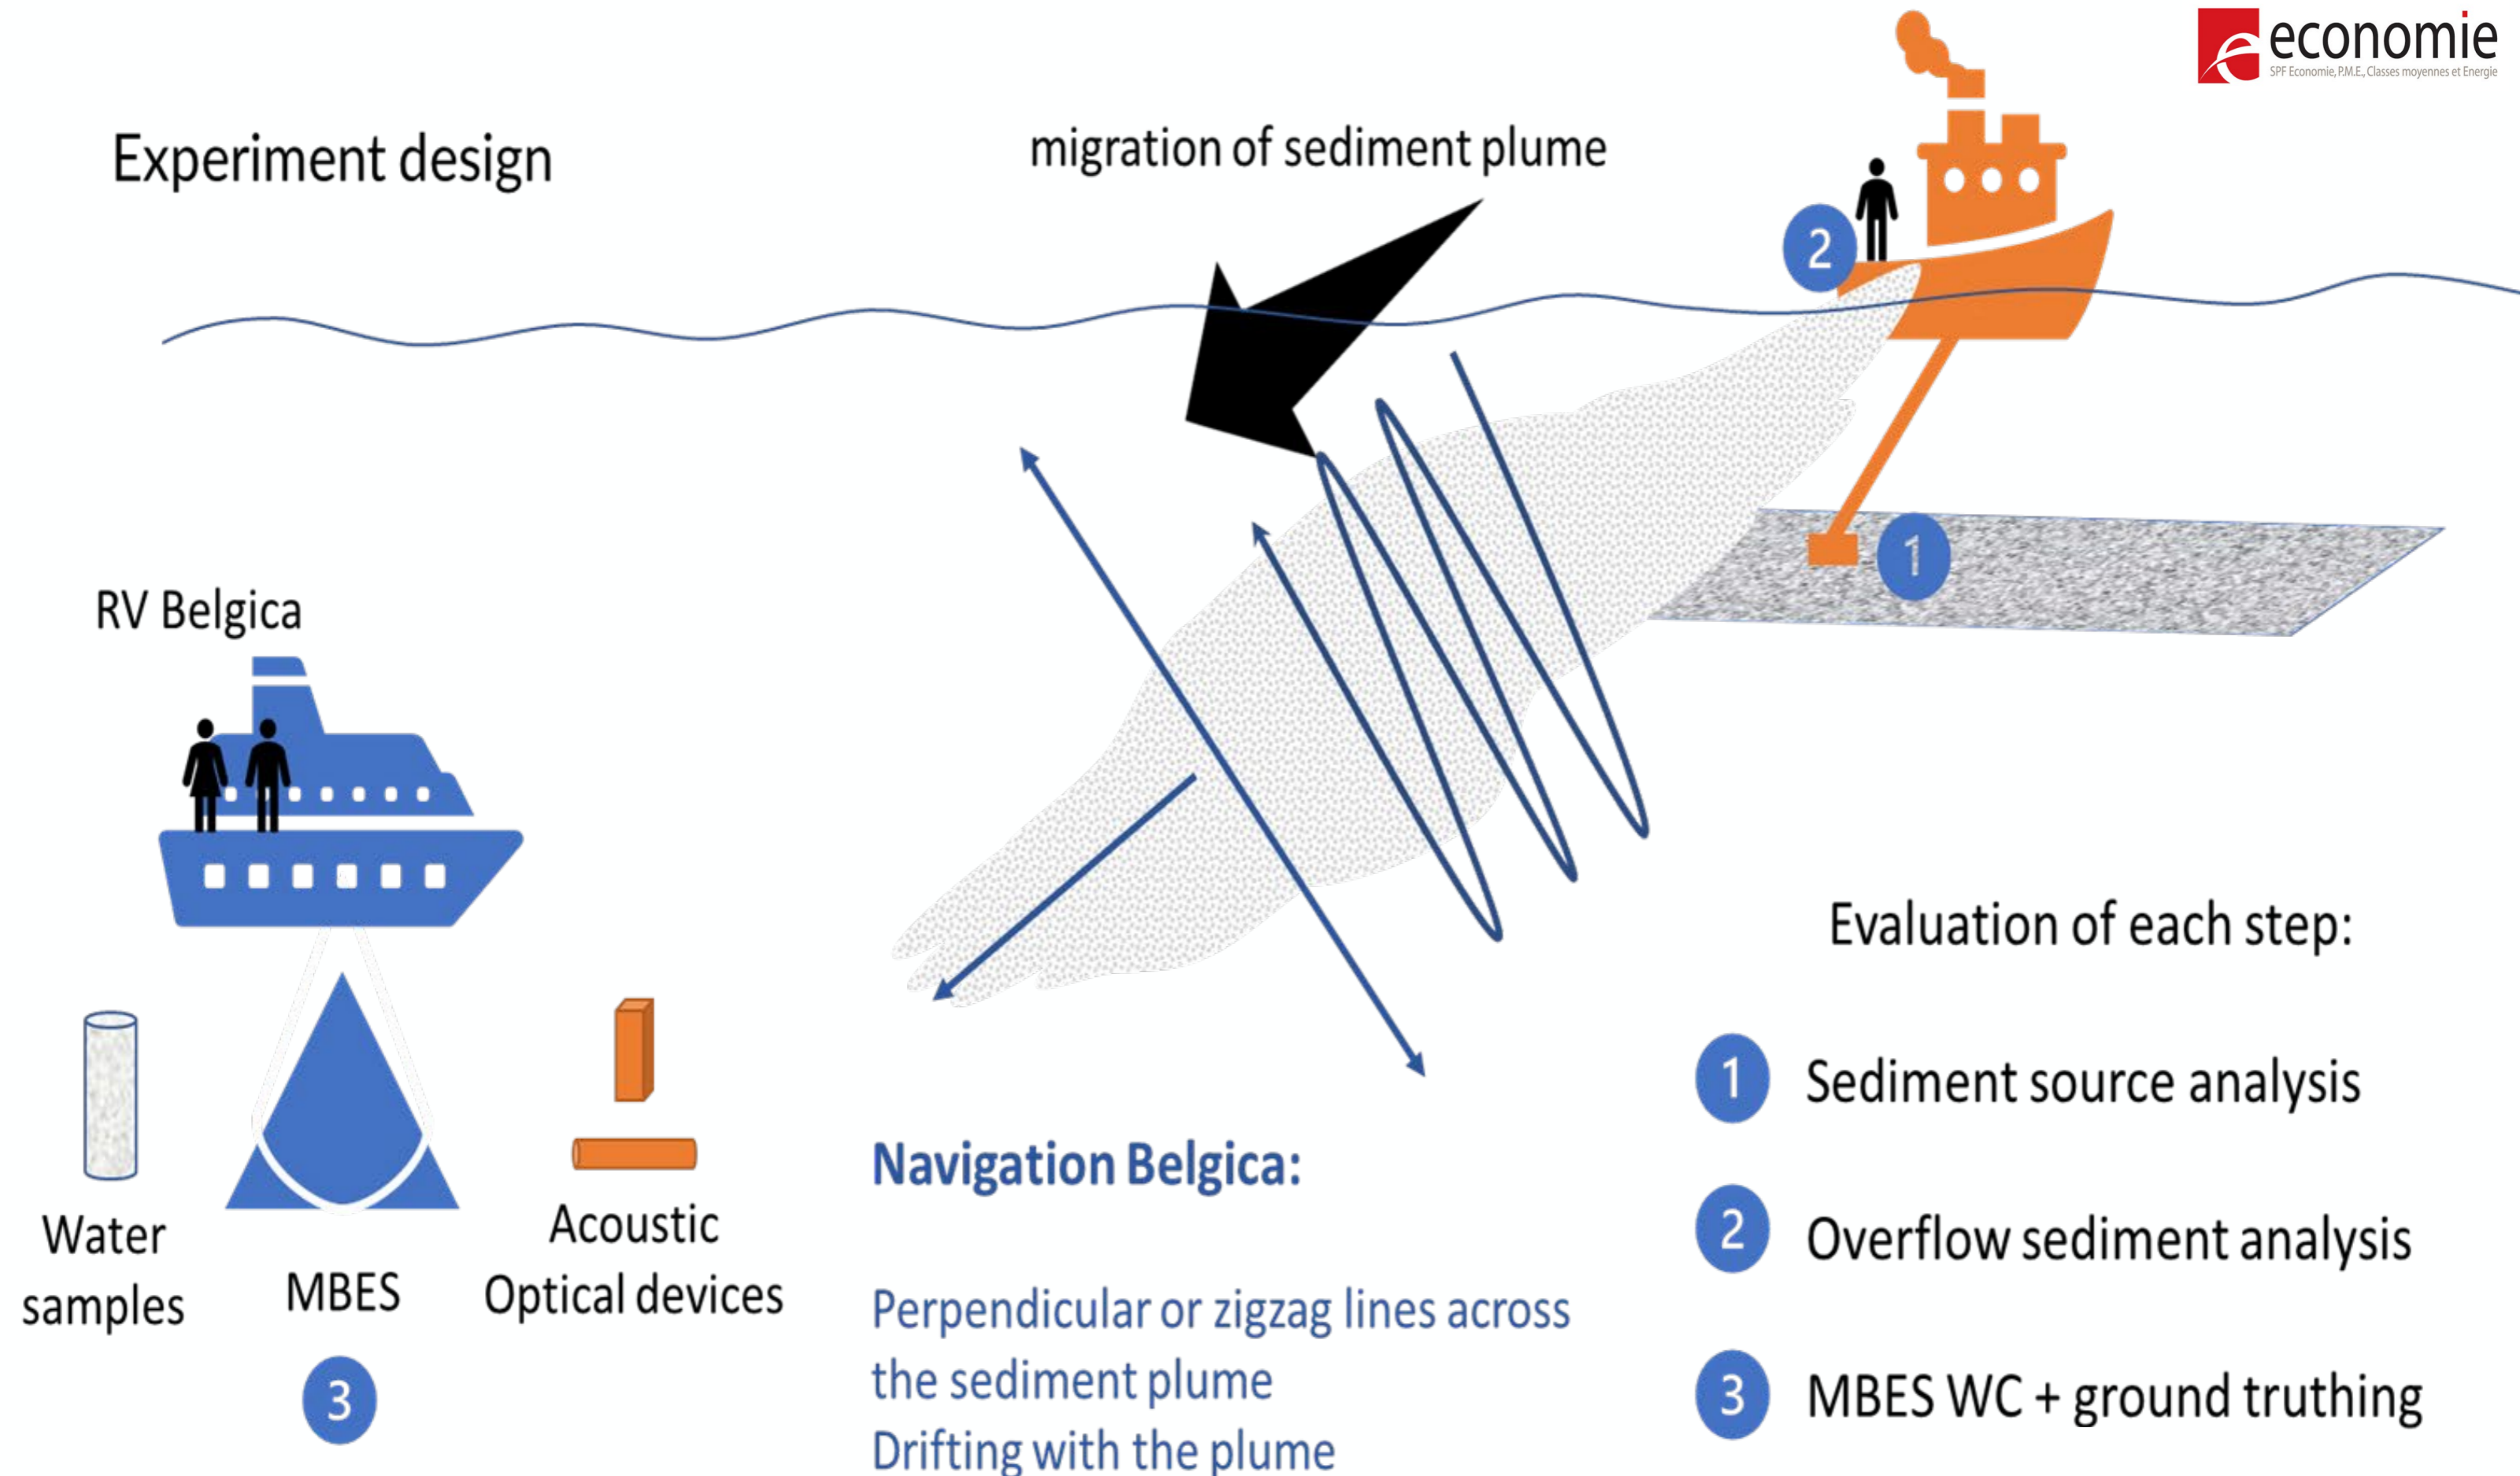 economie
SPF Economie, P.M.E., Classes moyennes et Energie
Experiment design
migration of sediment plume
2
1
RV Belgica
Water
samples
MBES
Acoustic
Optical devices
3
Navigation Belgica:
Perpendicular or zigzag lines across
the sediment plume
Drifting with the plume
Evaluation of each step:
1 Sediment source analysis
2 Overflow sediment analysis
3 MBES WC + ground truthing